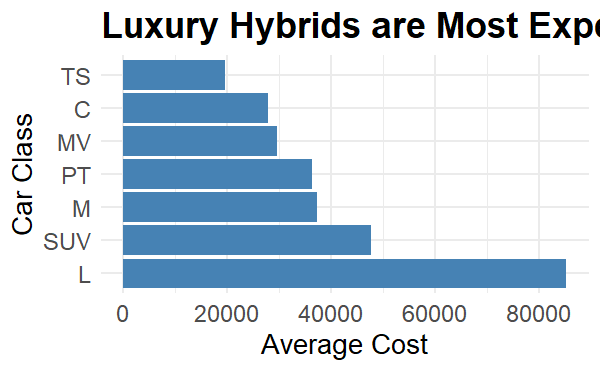 Luxury Hybrids are Most Expe
TS
C
MV
PT
M
SUV
L
Car Class
0 20000 40000 60000 80000
Average Cost